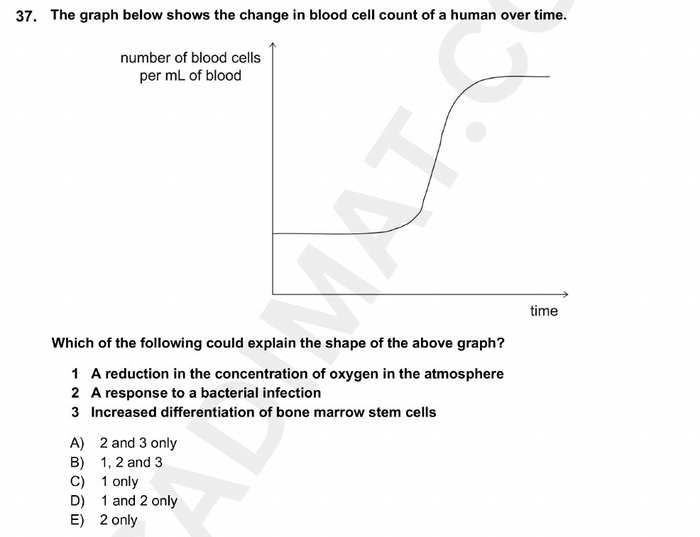 37. The graph below shows the change in blood cell count of a human over time.
number of blood cells
per mL of blood
time
Which of the following could explain the shape of the above graph?
1 A reduction in the concentration of oxygen in the atmosphere
2 A response to a bacterial infection
3 Increased differentiation of bone marrow stem cells
A) 2 and 3 only
B) 1, 2 and 3
C) 1 only
D) 1 and 2 only
E) 2 only